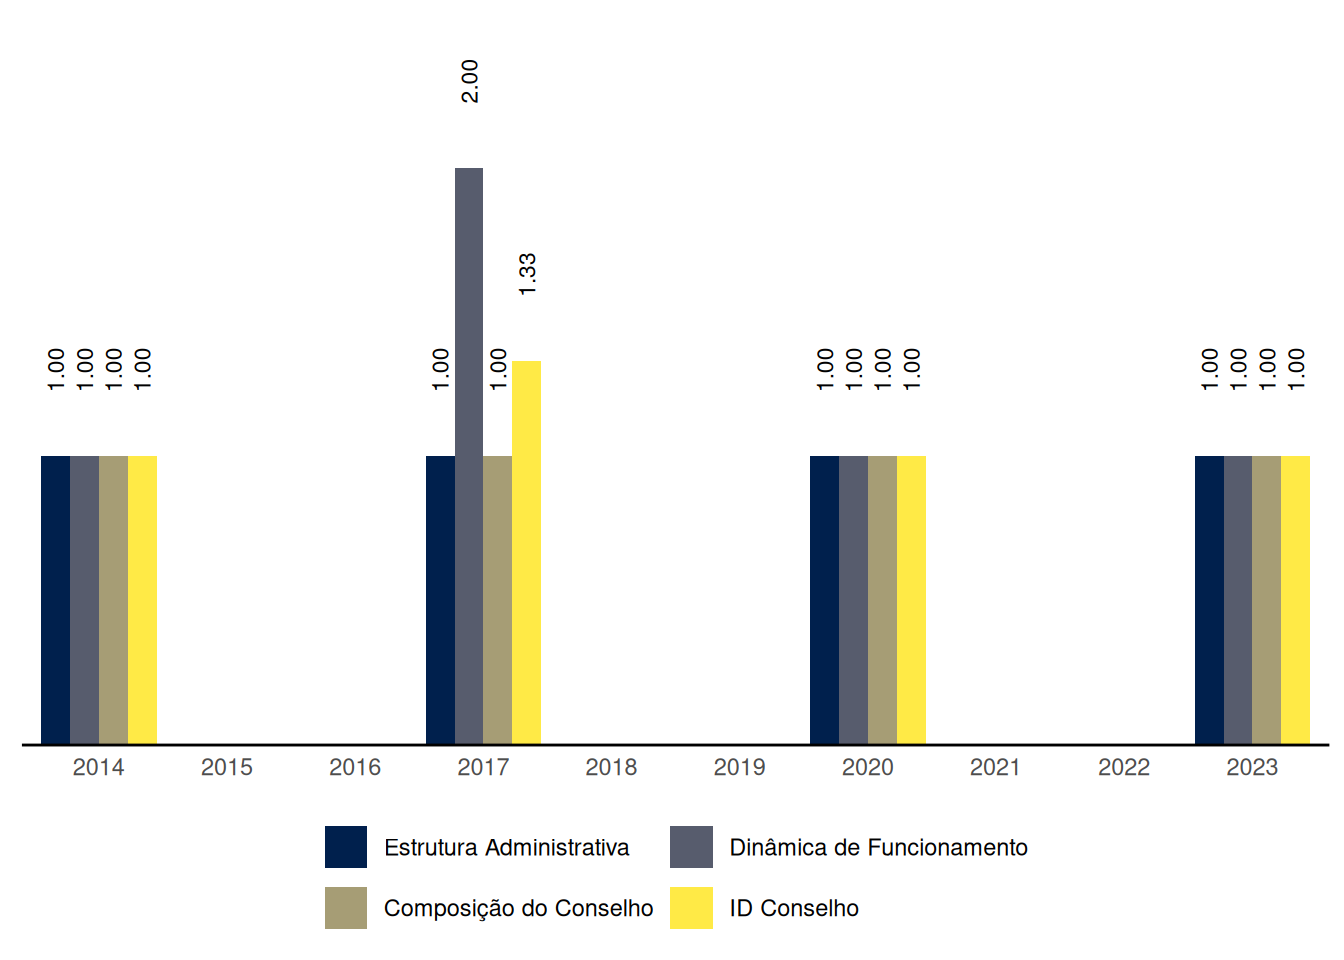 2.00
1.33
1.00 1.00 1.00 1.00 1.00 1.00 1.00 1.00 1.00 1.00 1.00 1.00 1.00 1.00
2014 2015 2016 2017 2018 2019 2020 2021 2022 2023
Estrutura Administrativa Dinâmica de Funcionamento
Composição do Conselho ID Conselho